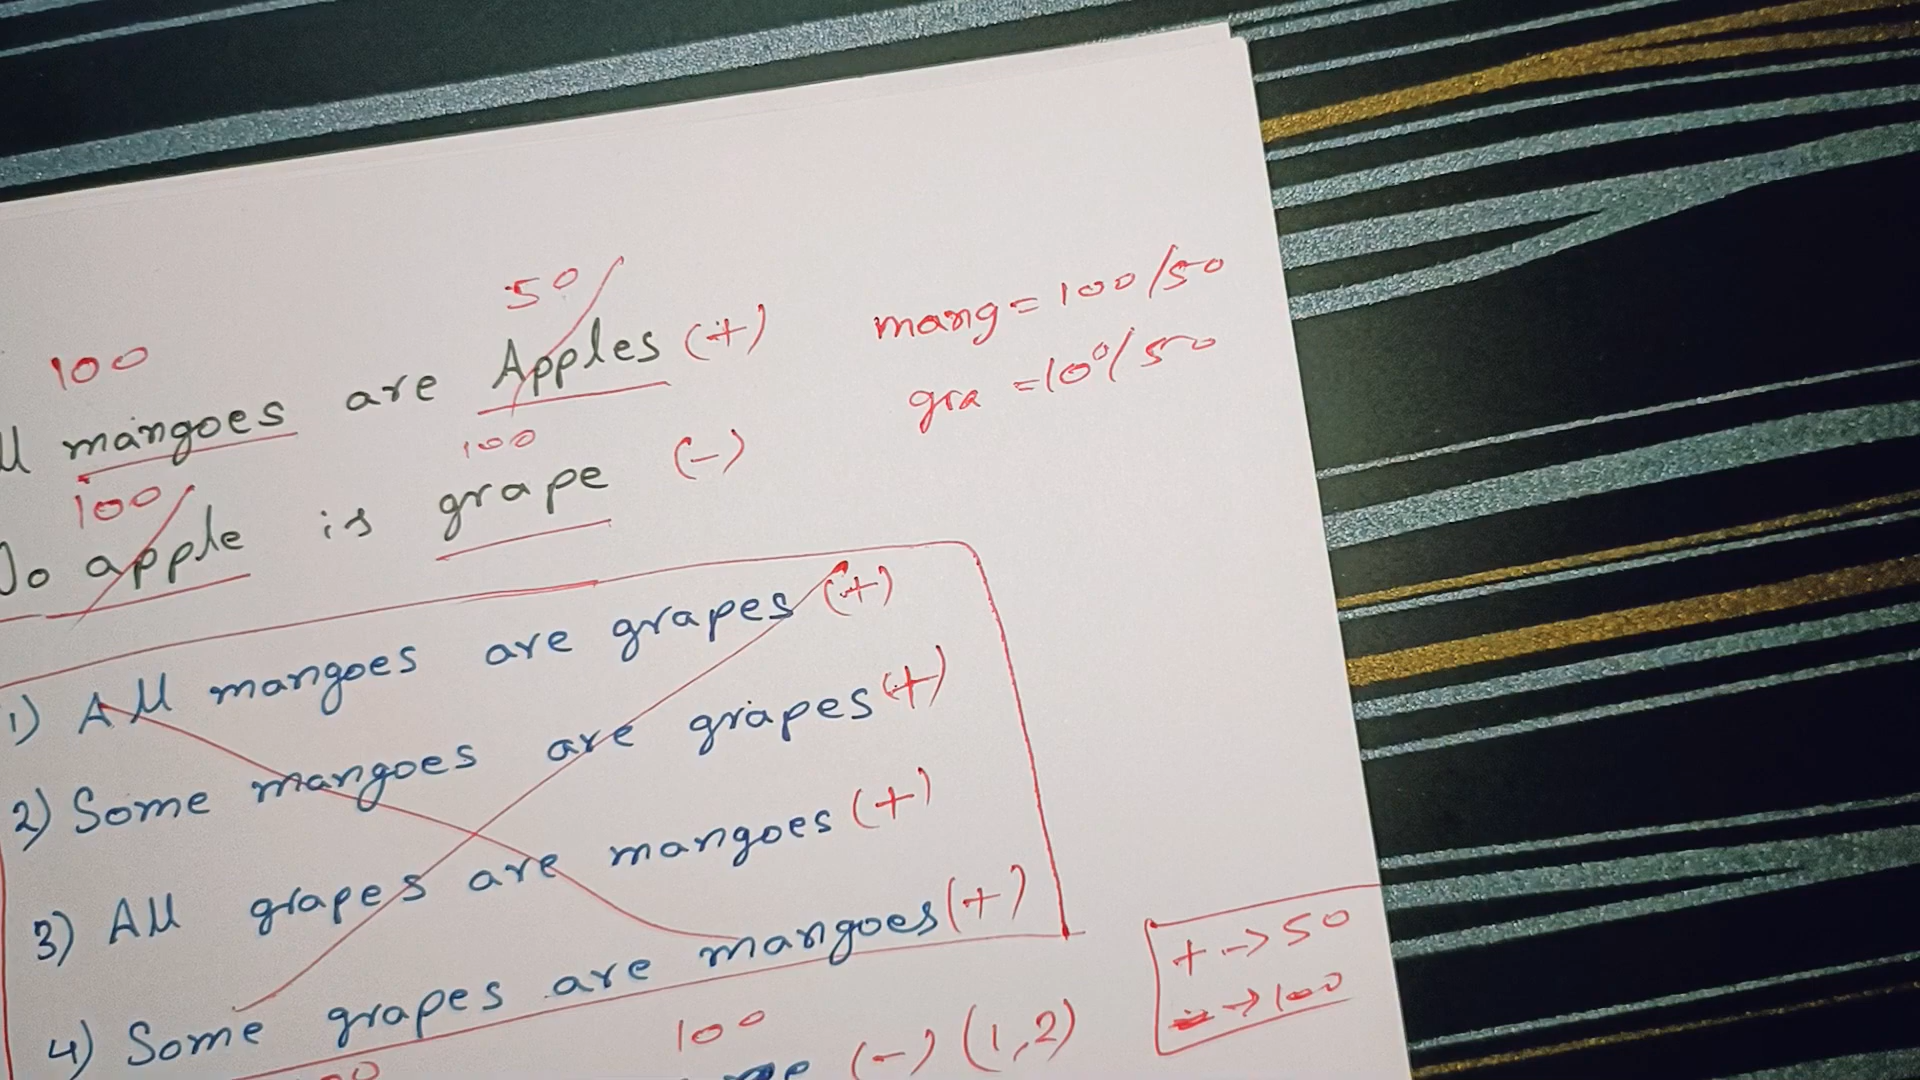 50
100
mangoes are Apples (+)
mang = 100/50
100
gra = 100/50
100
apple is grape (-)
1) All mangoes are grapes (+)
2) Some mangoes are grapes (+)
3) All grapes are mangoes (+)
4) Some grapes are mangoes (+)
+ -> 50
- -> 100
100
(-) (1,2)